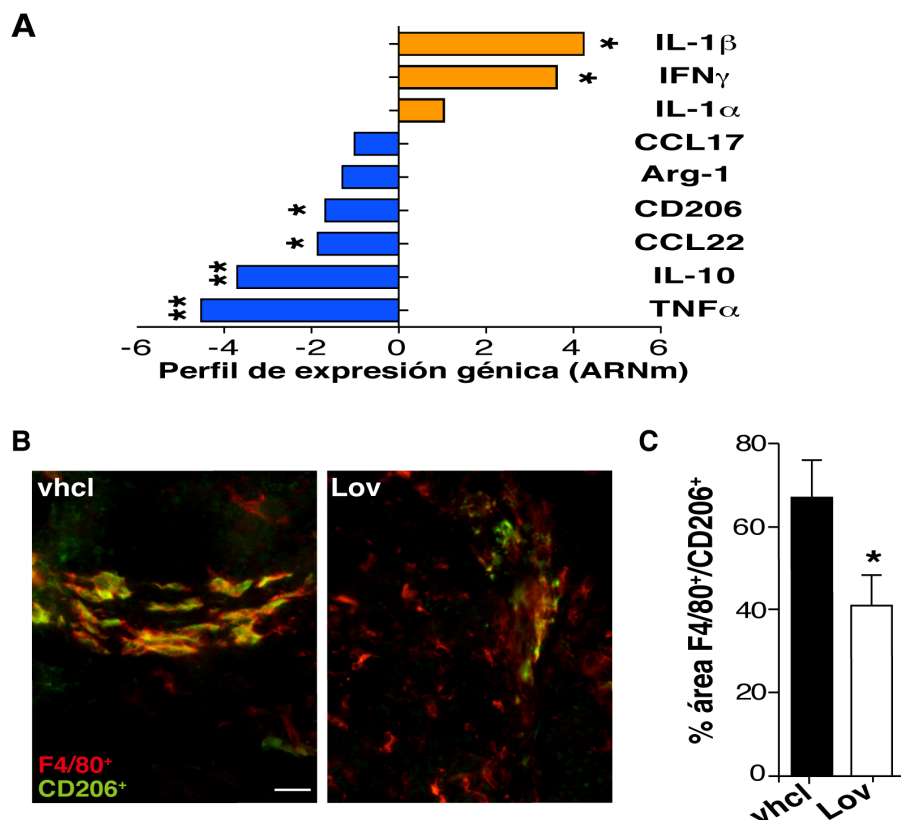 A
IL-1β *
IFNγ *
IL-1α
CCL17
Arg-1
* CD206
* CCL22
** IL-10
** TNFα
-6 -4 -2 0 2 4 6
Perfil de expresión génica (ARNm)
B
vhcl
Lov
F4/80⁺
CD206⁺
C
% área F4/80⁺/CD206⁺
80
60
40
20
0
*
vhcl
Lov